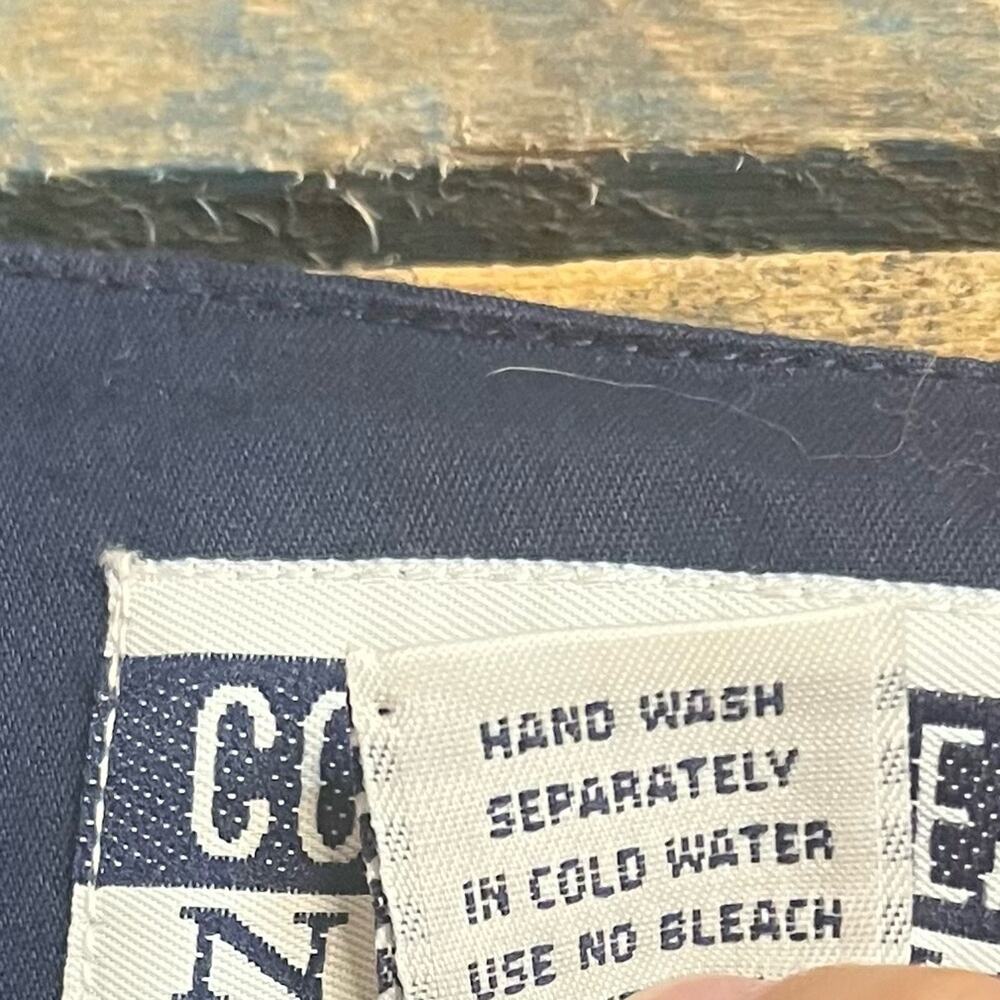 HAND WASH
SEPARATELY
IN COLD WATER
USE NO BLEACH